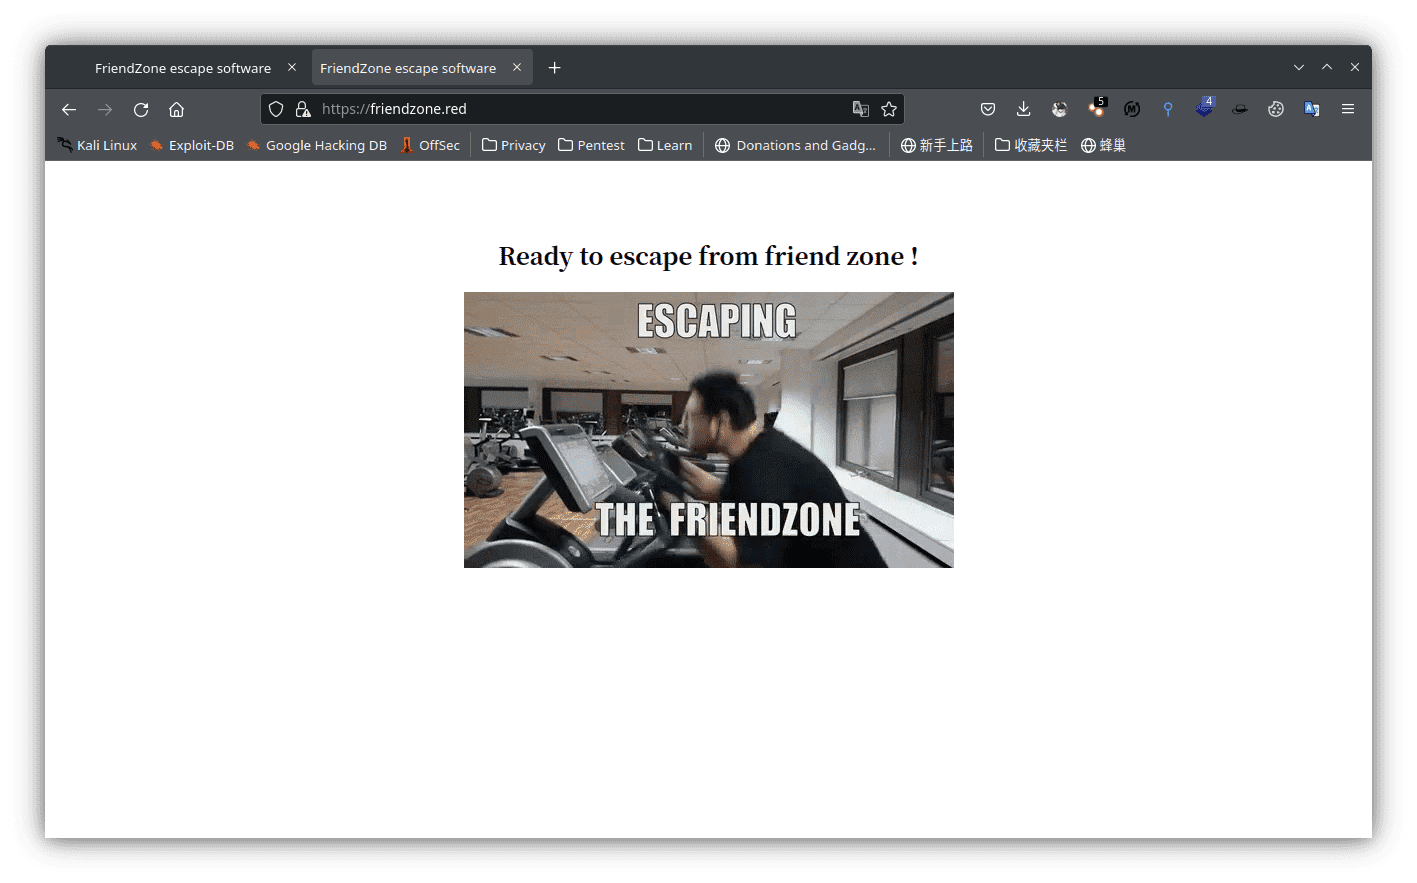 FriendZone escape software
FriendZone escape software
https://friendzone.red
5
4
Kali Linux
Exploit-DB
Google Hacking DB
OffSec
Privacy
Pentest
Learn
Donations and Gadg...
新手上路
收藏夹栏
蜂巢
Ready to escape from friend zone !
ESCAPING
THE FRIENDZONE